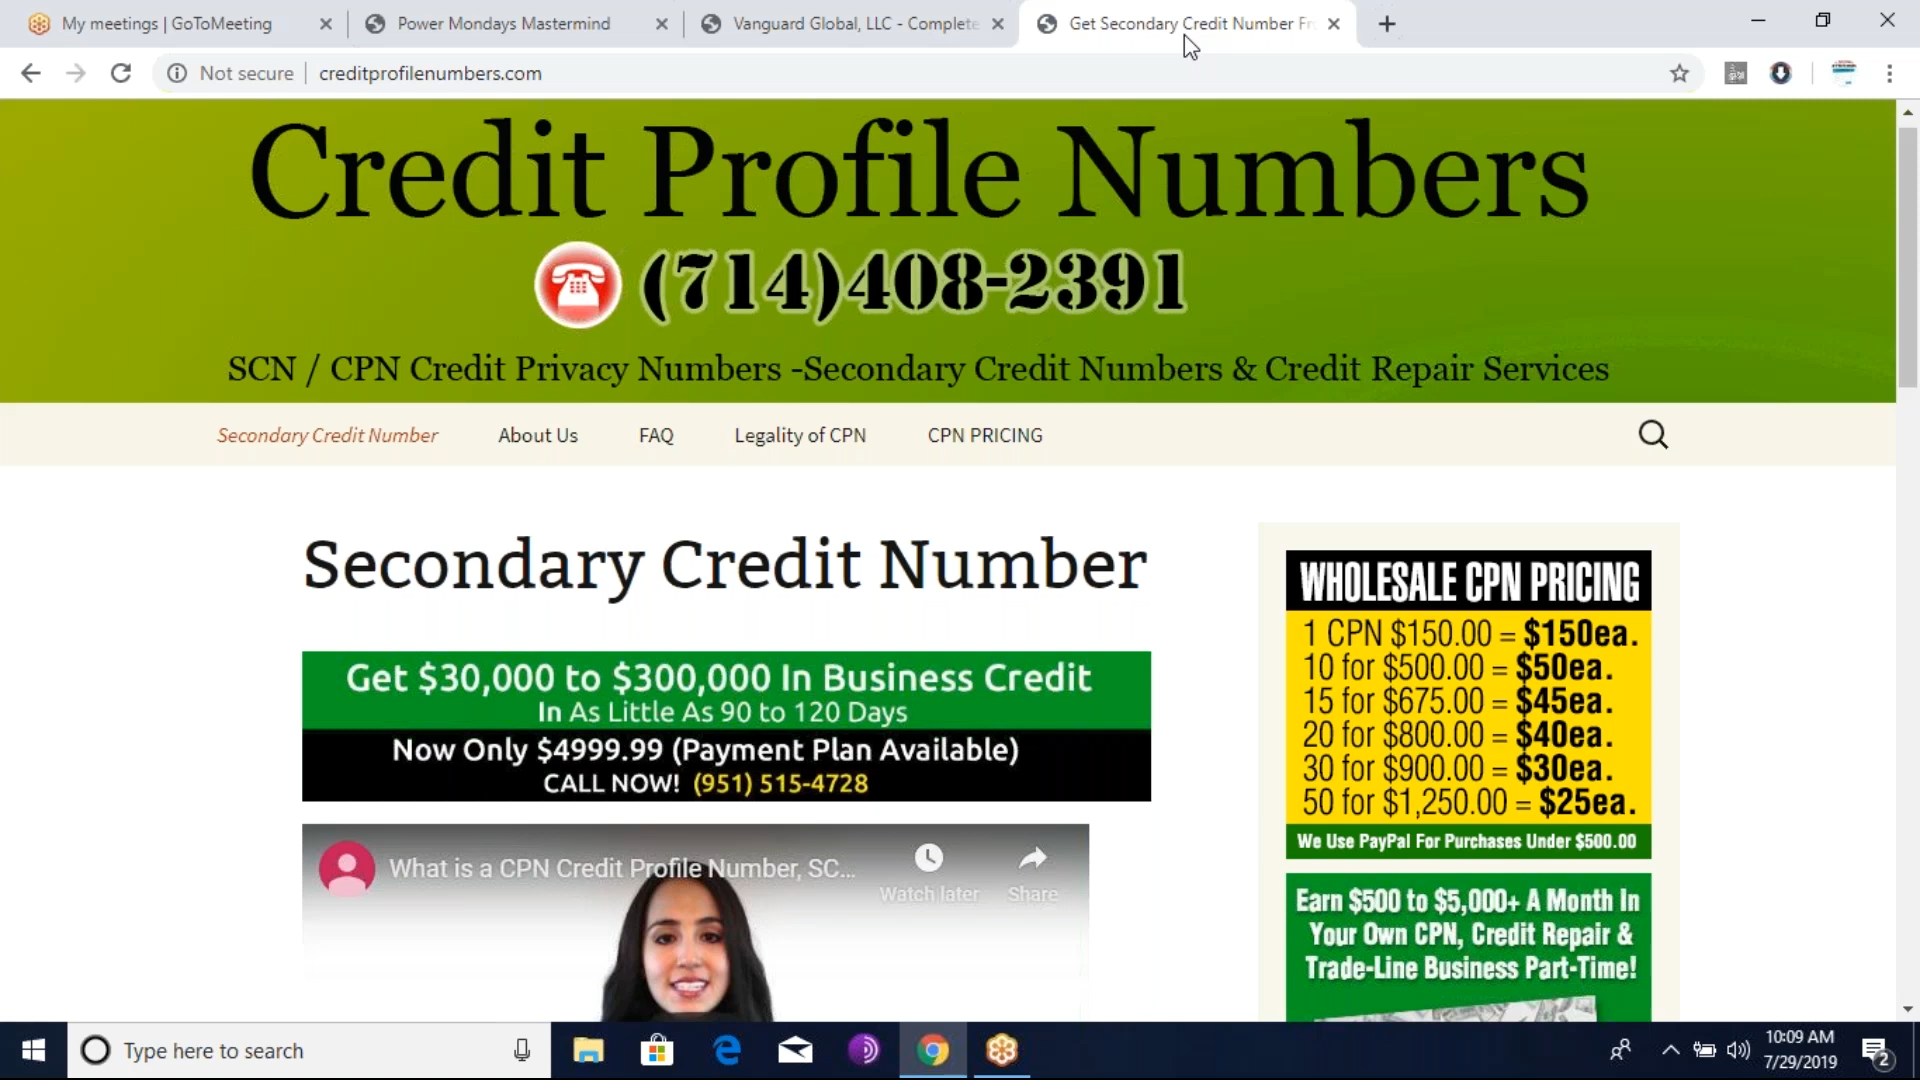 My meetings | GoToMeeting
Power Mondays Mastermind
Vanguard Global, LLC - Complete
Get Secondary Credit Number Fr
Not secure
creditprofilenumbers.com
Credit Profile Numbers
(714)408-2391
SCN / CPN Credit Privacy Numbers -Secondary Credit Numbers & Credit Repair Services
Secondary Credit Number
About Us
FAQ
Legality of CPN
CPN PRICING
Secondary Credit Number
Get $30,000 to $300,000 In Business Credit
In As Little As 90 to 120 Days
Now Only $4999.99 (Payment Plan Available)
CALL NOW! (951) 515-4728
What is a CPN Credit Profile Number, SC...
Watch later
Share
WHOLESALE CPN PRICING
1 CPN $150.00 = $150ea.
10 for $500.00 = $50ea.
15 for $675.00 = $45ea.
20 for $800.00 = $40ea.
30 for $900.00 = $30ea.
50 for $1,250.00 = $25ea.
We Use PayPal For Purchases Under $500.00
Earn $500 to $5,000+ A Month In
Your Own CPN, Credit Repair &
Trade-Line Business Part-Time!
Type here to search
10:09 AM
7/29/2019
2